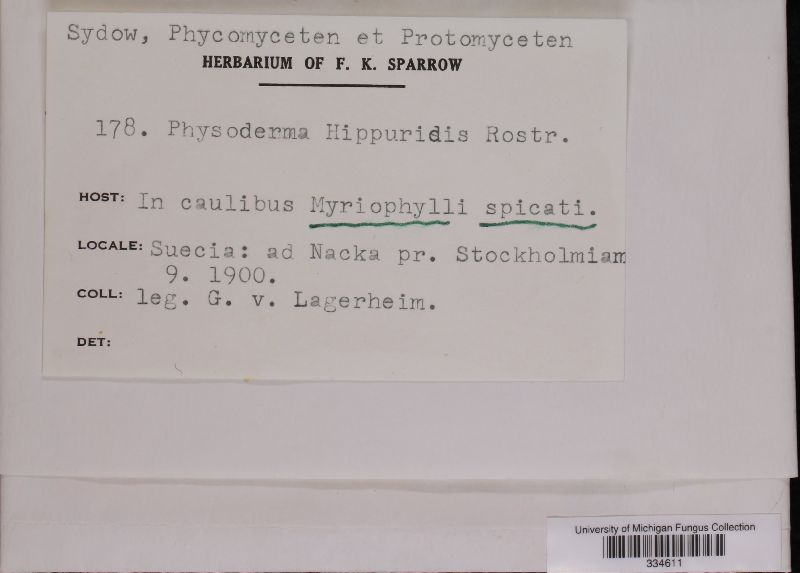 Sydow, Phycomyceten et Protomyceten
HERBARIUM OF F. K. SPARROW
178. Physoderma Hippuridis Rostr.
HOST: In caulibus Myriophylli spicati.
LOCALE: Suecia: ad Nacka pr. Stockholmiam
9. 1900.
COLL: leg. G. v. Lagerheim.
DET:
University of Michigan Fungus Collection
334611